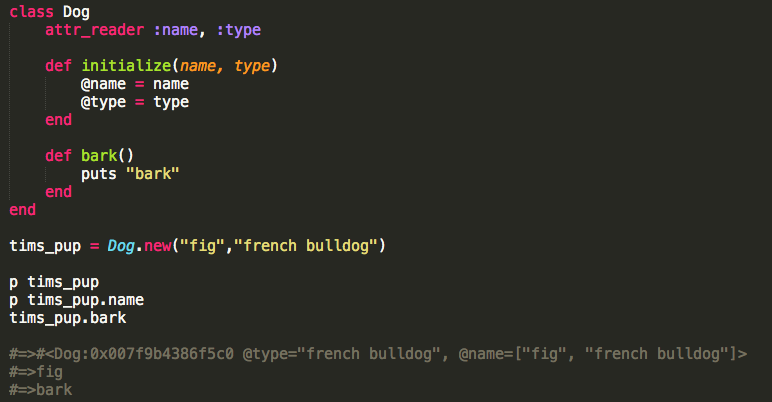 class Dog
    attr_reader :name, :type

    def initialize(name, type)
        @name = name
        @type = type
    end

    def bark()
        puts "bark"
    end
end

tims_pup = Dog.new("fig","french bulldog")

p tims_pup
p tims_pup.name
tims_pup.bark

#=>#<Dog:0x007f9b4386f5c0 @type="french bulldog", @name=["fig", "french bulldog"]>
#=>fig
#=>bark